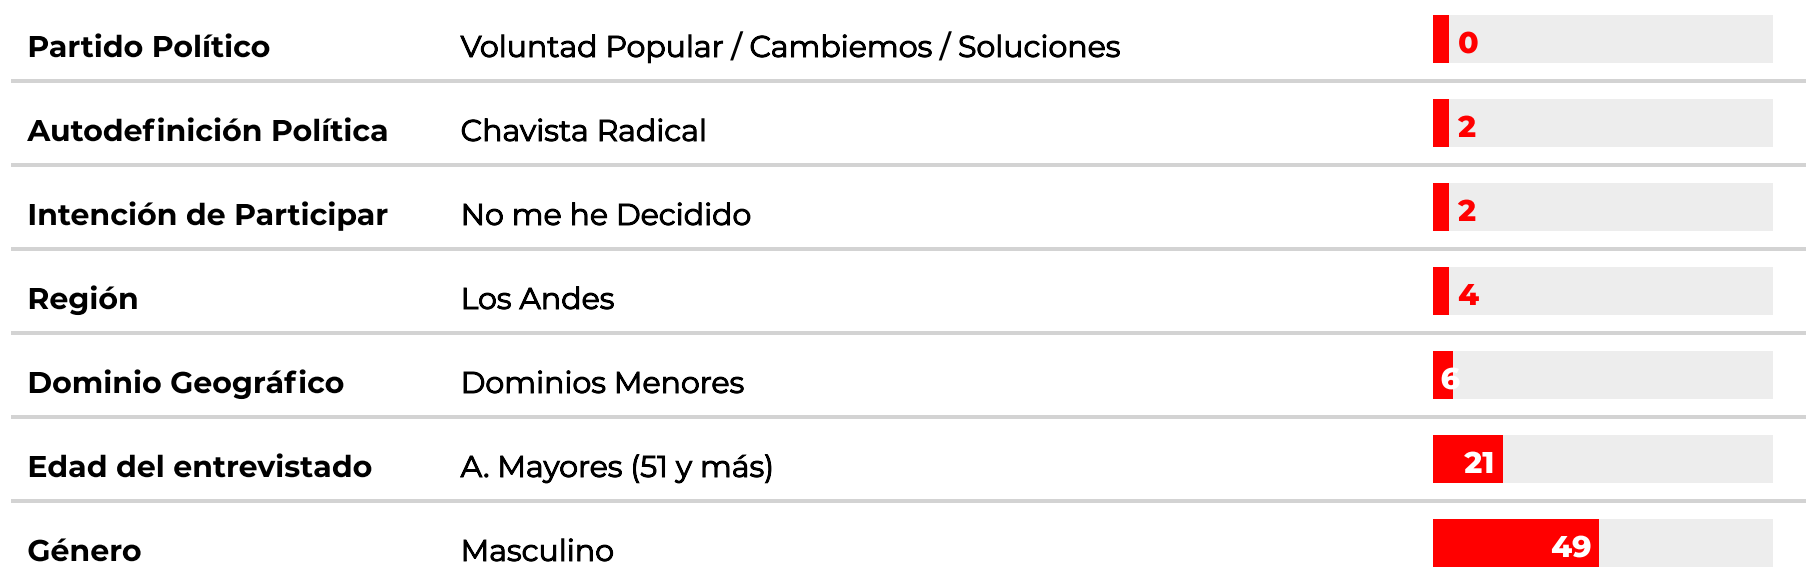 Partido Político Voluntad Popular / Cambiemos / Soluciones 0
Autodefinición Política Chavista Radical 2
Intención de Participar No me he Decidido 2
Región Los Andes 4
Dominio Geográfico Dominios Menores 6
Edad del entrevistado A. Mayores (51 y más) 21
Género Masculino 49